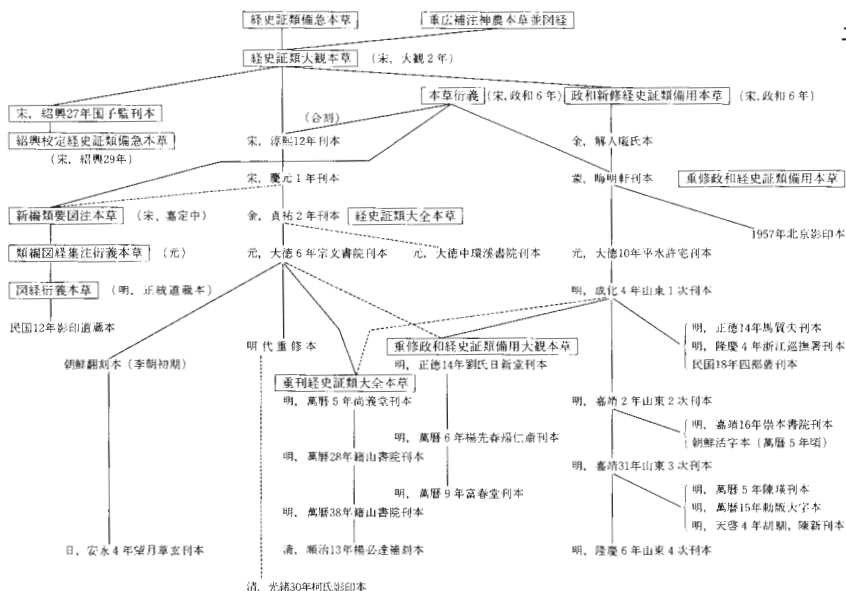 経史証類備急本草 重広補注神農本草並図経
経史証類大観本草 (宋, 大観2年)
本草衍義 (宋, 政和6年) 政和新修経史証類備用本草 (宋, 政和6年)
宋, 紹興27年国子監刊本
(合刻)
紹興校定経史証類備急本草 宋, 淳熙12年刊本 金, 解人龐氏本
(宋, 紹興29年)
宋, 慶元1年刊本 蒙, 晦明軒刊本 重修政和経史証類備用本草
新編類要図注本草 (宋, 嘉定中) 金, 貞祐2年刊本 経史証類大全本草
1957年北京影印本
類編図経集注衍義本草 (元) 元, 大徳6年宗文書院刊本 元, 大徳中環渓書院刊本 元, 大徳10年平水許宅刊本
図経衍義本草 (明, 正統道蔵本) 明, 成化4年山東1次刊本
民国12年影印道蔵本
明, 正徳14年馬質夫刊本
明代重修本 重修政和経史証類備用大観本草 明, 隆慶4年浙江巡撫署刊本
朝鮮翻刻本 (李朝初期) 明, 正徳14年劉氏日新堂刊本 民国18年四部叢刊本
重刊経史証類大全本草
明, 萬暦5年尚義堂刊本 明, 嘉靖2年山東2次刊本
明, 嘉靖16年崇本書院刊本
明, 萬暦6年楊先春帰仁斎刊本 朝鮮活字本 (萬暦5年頃)
明, 萬暦28年籍山書院刊本 明, 嘉靖31年山東3次刊本
明, 萬暦9年富春堂刊本 明, 萬暦5年陳瑛刊本
明, 萬暦38年籍山書院刊本 明, 萬暦15年勅版大字本
明, 天啓4年胡馴, 陳新刊本
日, 安永4年望月草玄刊本 清, 順治13年楊必達補刻本 明, 隆慶6年山東4次刊本
清, 光緒30年柯氏影印本